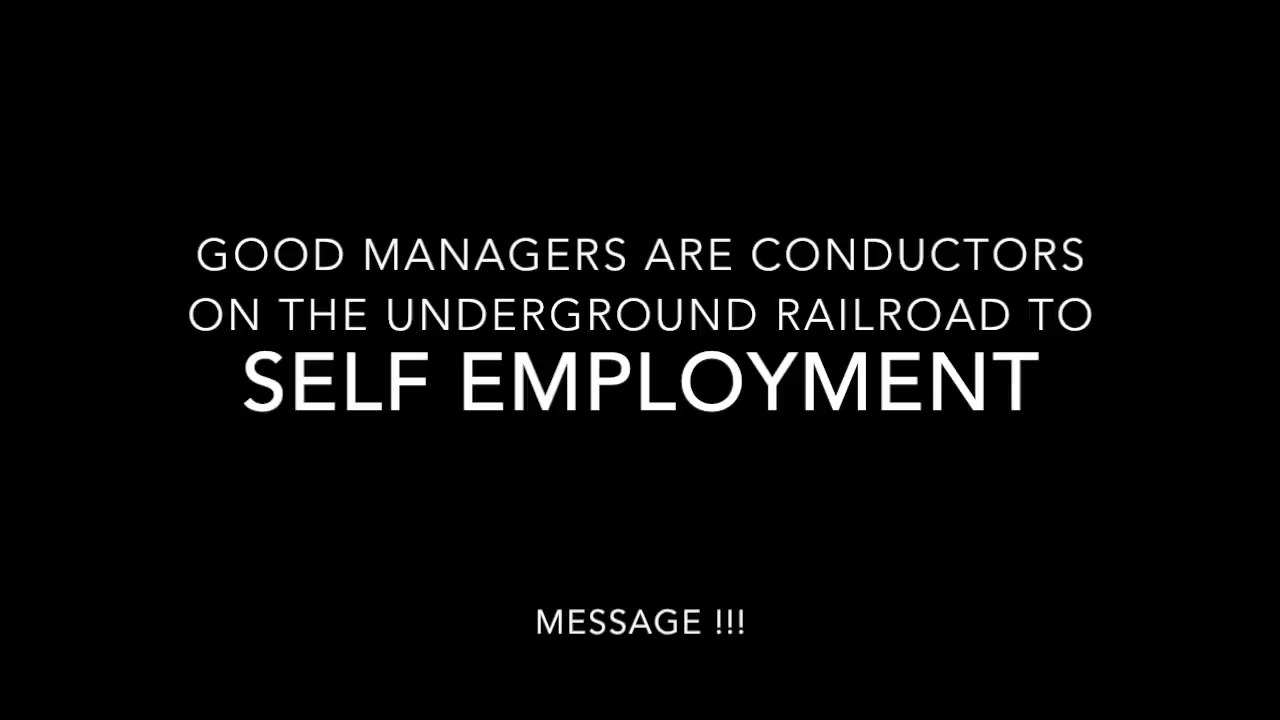 GOOD MANAGERS ARE CONDUCTORS
ON THE UNDERGROUND RAILROAD TO
SELF EMPLOYMENT
MESSAGE !!!